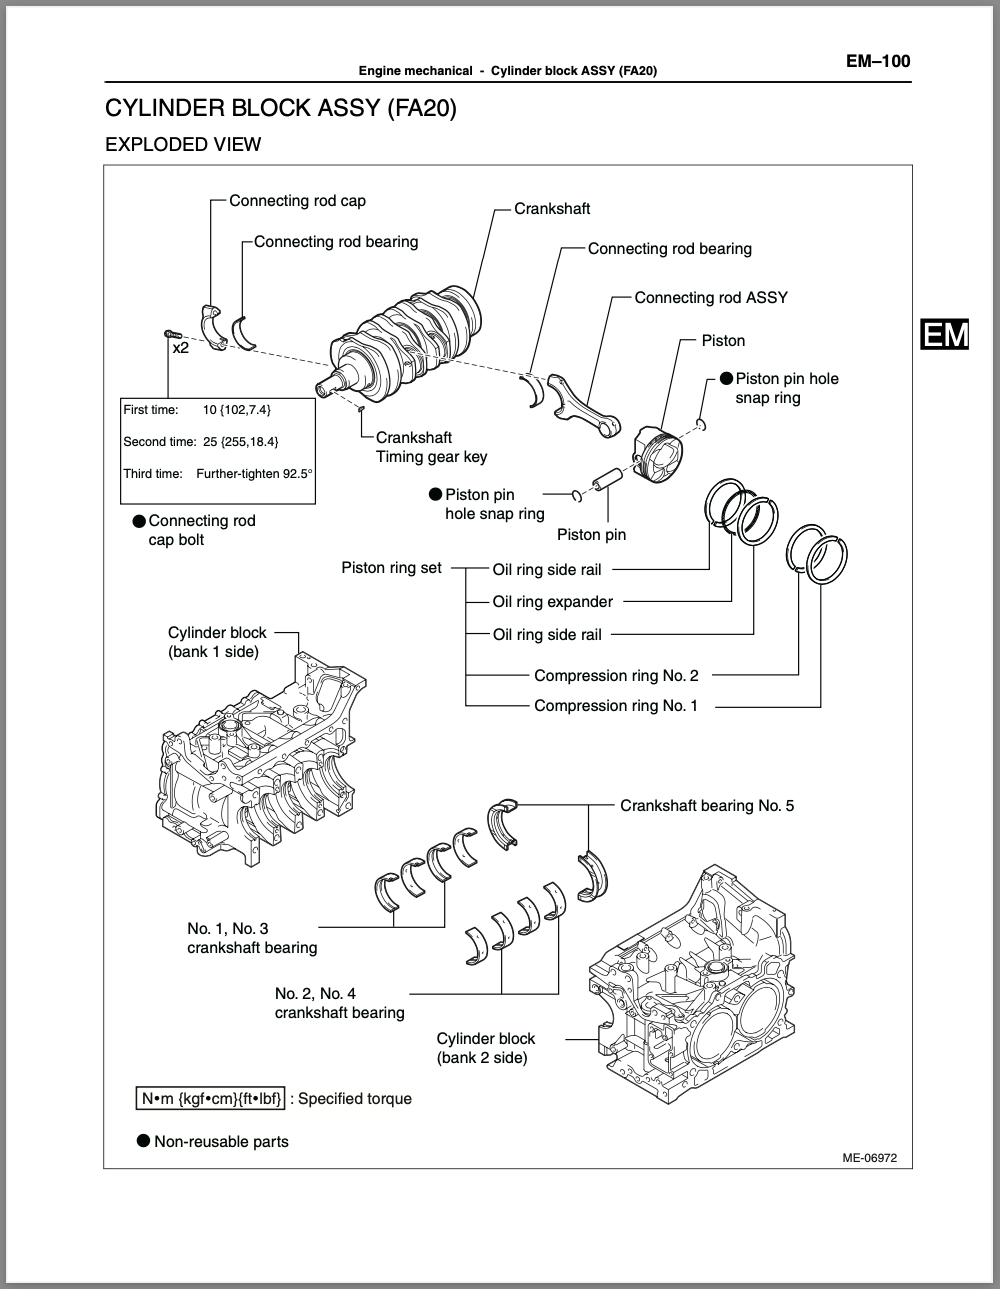 EM–100
Engine mechanical - Cylinder block ASSY (FA20)
CYLINDER BLOCK ASSY (FA20)
EXPLODED VIEW
Connecting rod cap
Crankshaft
Connecting rod bearing
Connecting rod bearing
Connecting rod ASSY
EM
x2
Piston
● Piston pin hole
snap ring
First time: 10 {102,7.4}
Second time: 25 {255,18.4}
Third time: Further-tighten 92.5°
Crankshaft
Timing gear key
● Piston pin
hole snap ring
Piston pin
● Connecting rod
cap bolt
Piston ring set
Oil ring side rail
Oil ring expander
Oil ring side rail
Compression ring No. 2
Compression ring No. 1
Cylinder block
(bank 1 side)
Crankshaft bearing No. 5
No. 1, No. 3
crankshaft bearing
No. 2, No. 4
crankshaft bearing
Cylinder block
(bank 2 side)
N•m {kgf•cm}{ft•lbf} : Specified torque
● Non-reusable parts
ME-06972